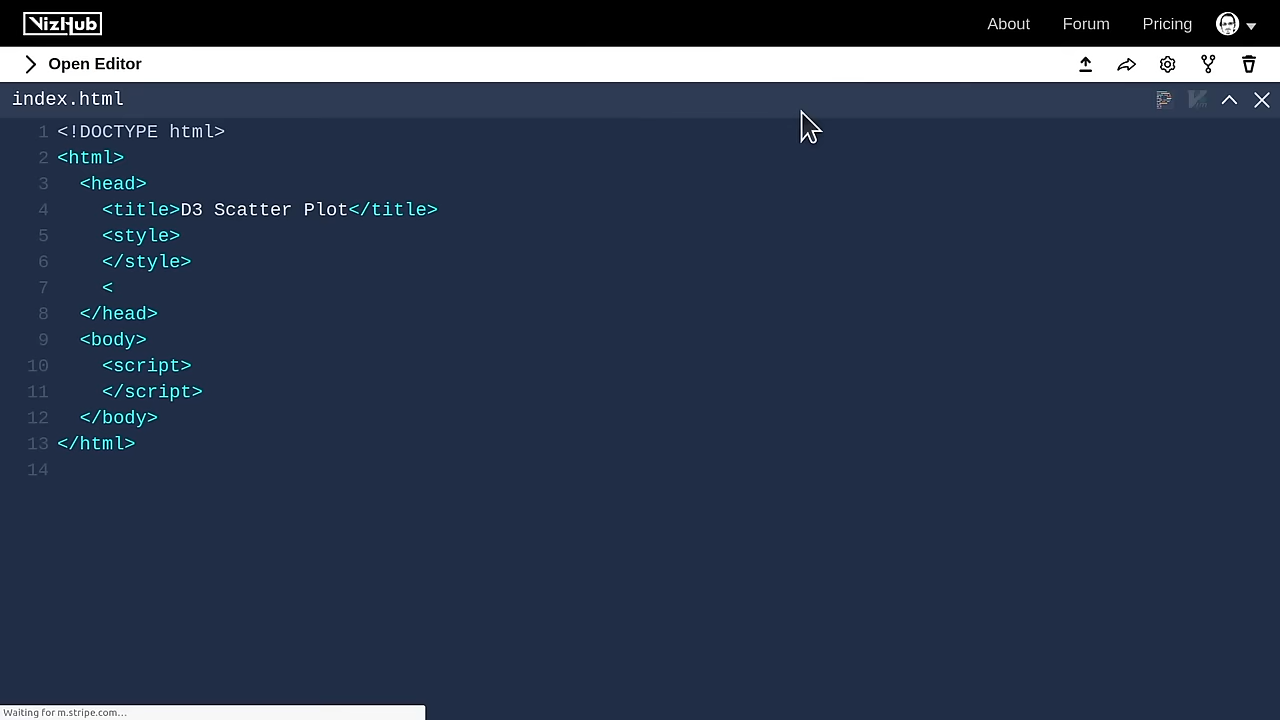 VizHub About Forum Pricing
Open Editor
index.html
1 <!DOCTYPE html>
2 <html>
3   <head>
4     <title>D3 Scatter Plot</title>
5     <style>
6     </style>
7     <
8   </head>
9   <body>
10     <script>
11     </script>
12   </body>
13 </html>
14
Waiting for m.stripe.com...